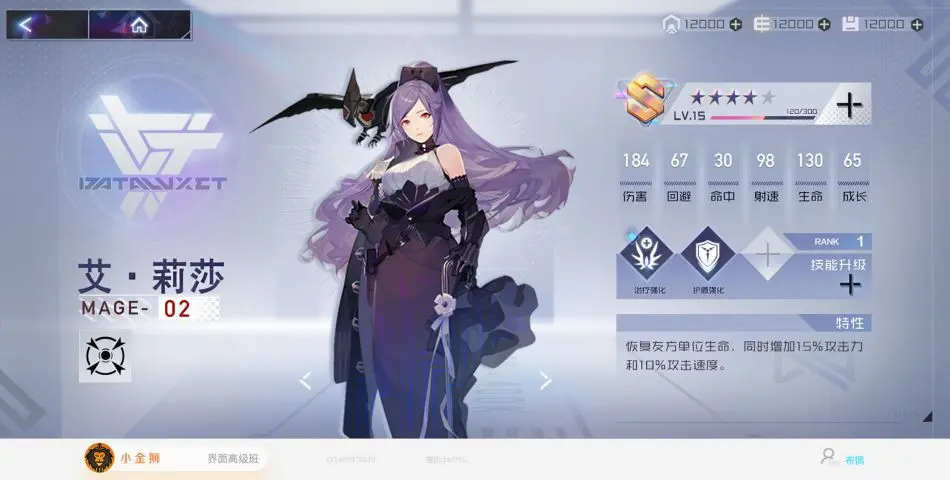 12000
12000
12000
LV.15
120/300
184 67 30 98 130 65
伤害 回避 命中 射速 生命 成长
艾·莉莎
MAGE- 02
RANK 1
技能升级
治疗强化 护盾强化
特性
恢复友方单位生命，同时增加15%攻击力
和10%攻击速度。
小金狮
界面高级班
布偶